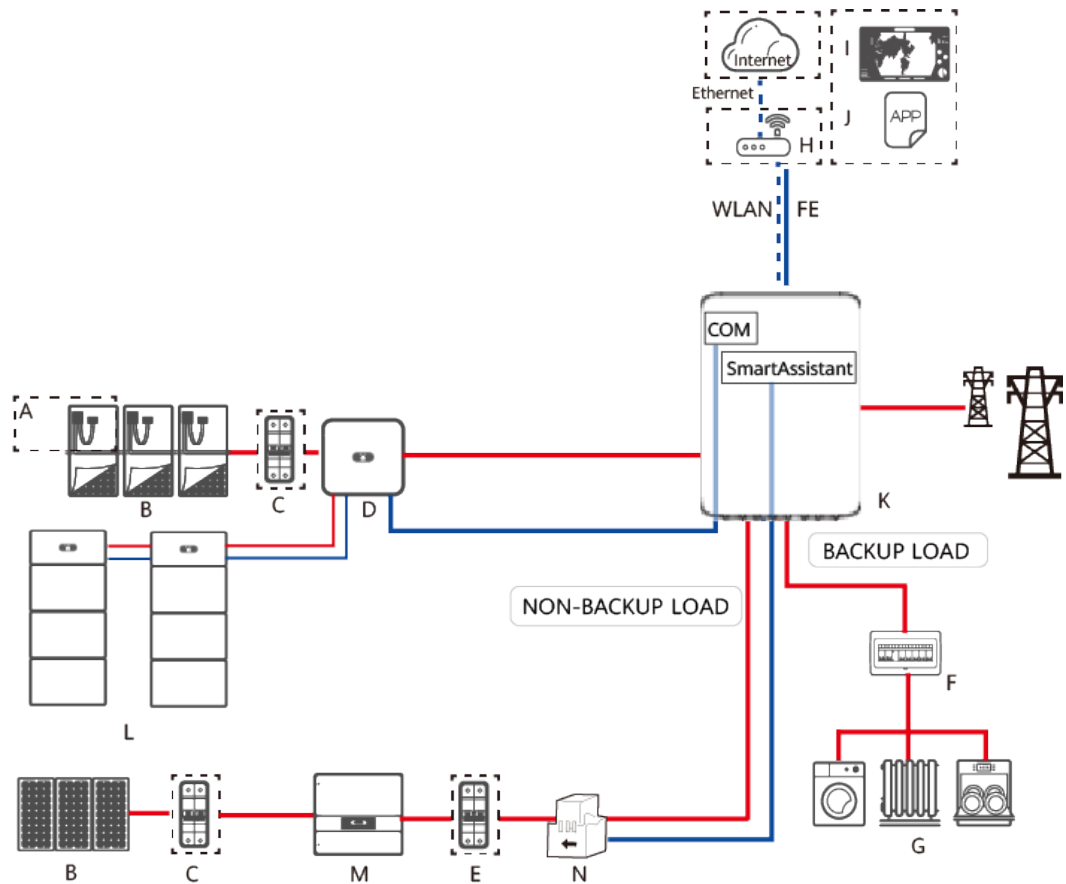 Internet
I
Ethernet
J
APP
H
WLAN
FE
COM
SmartAssistant
A
B
C
D
K
BACKUP LOAD
NON-BACKUP LOAD
F
L
G
B
C
M
E
N